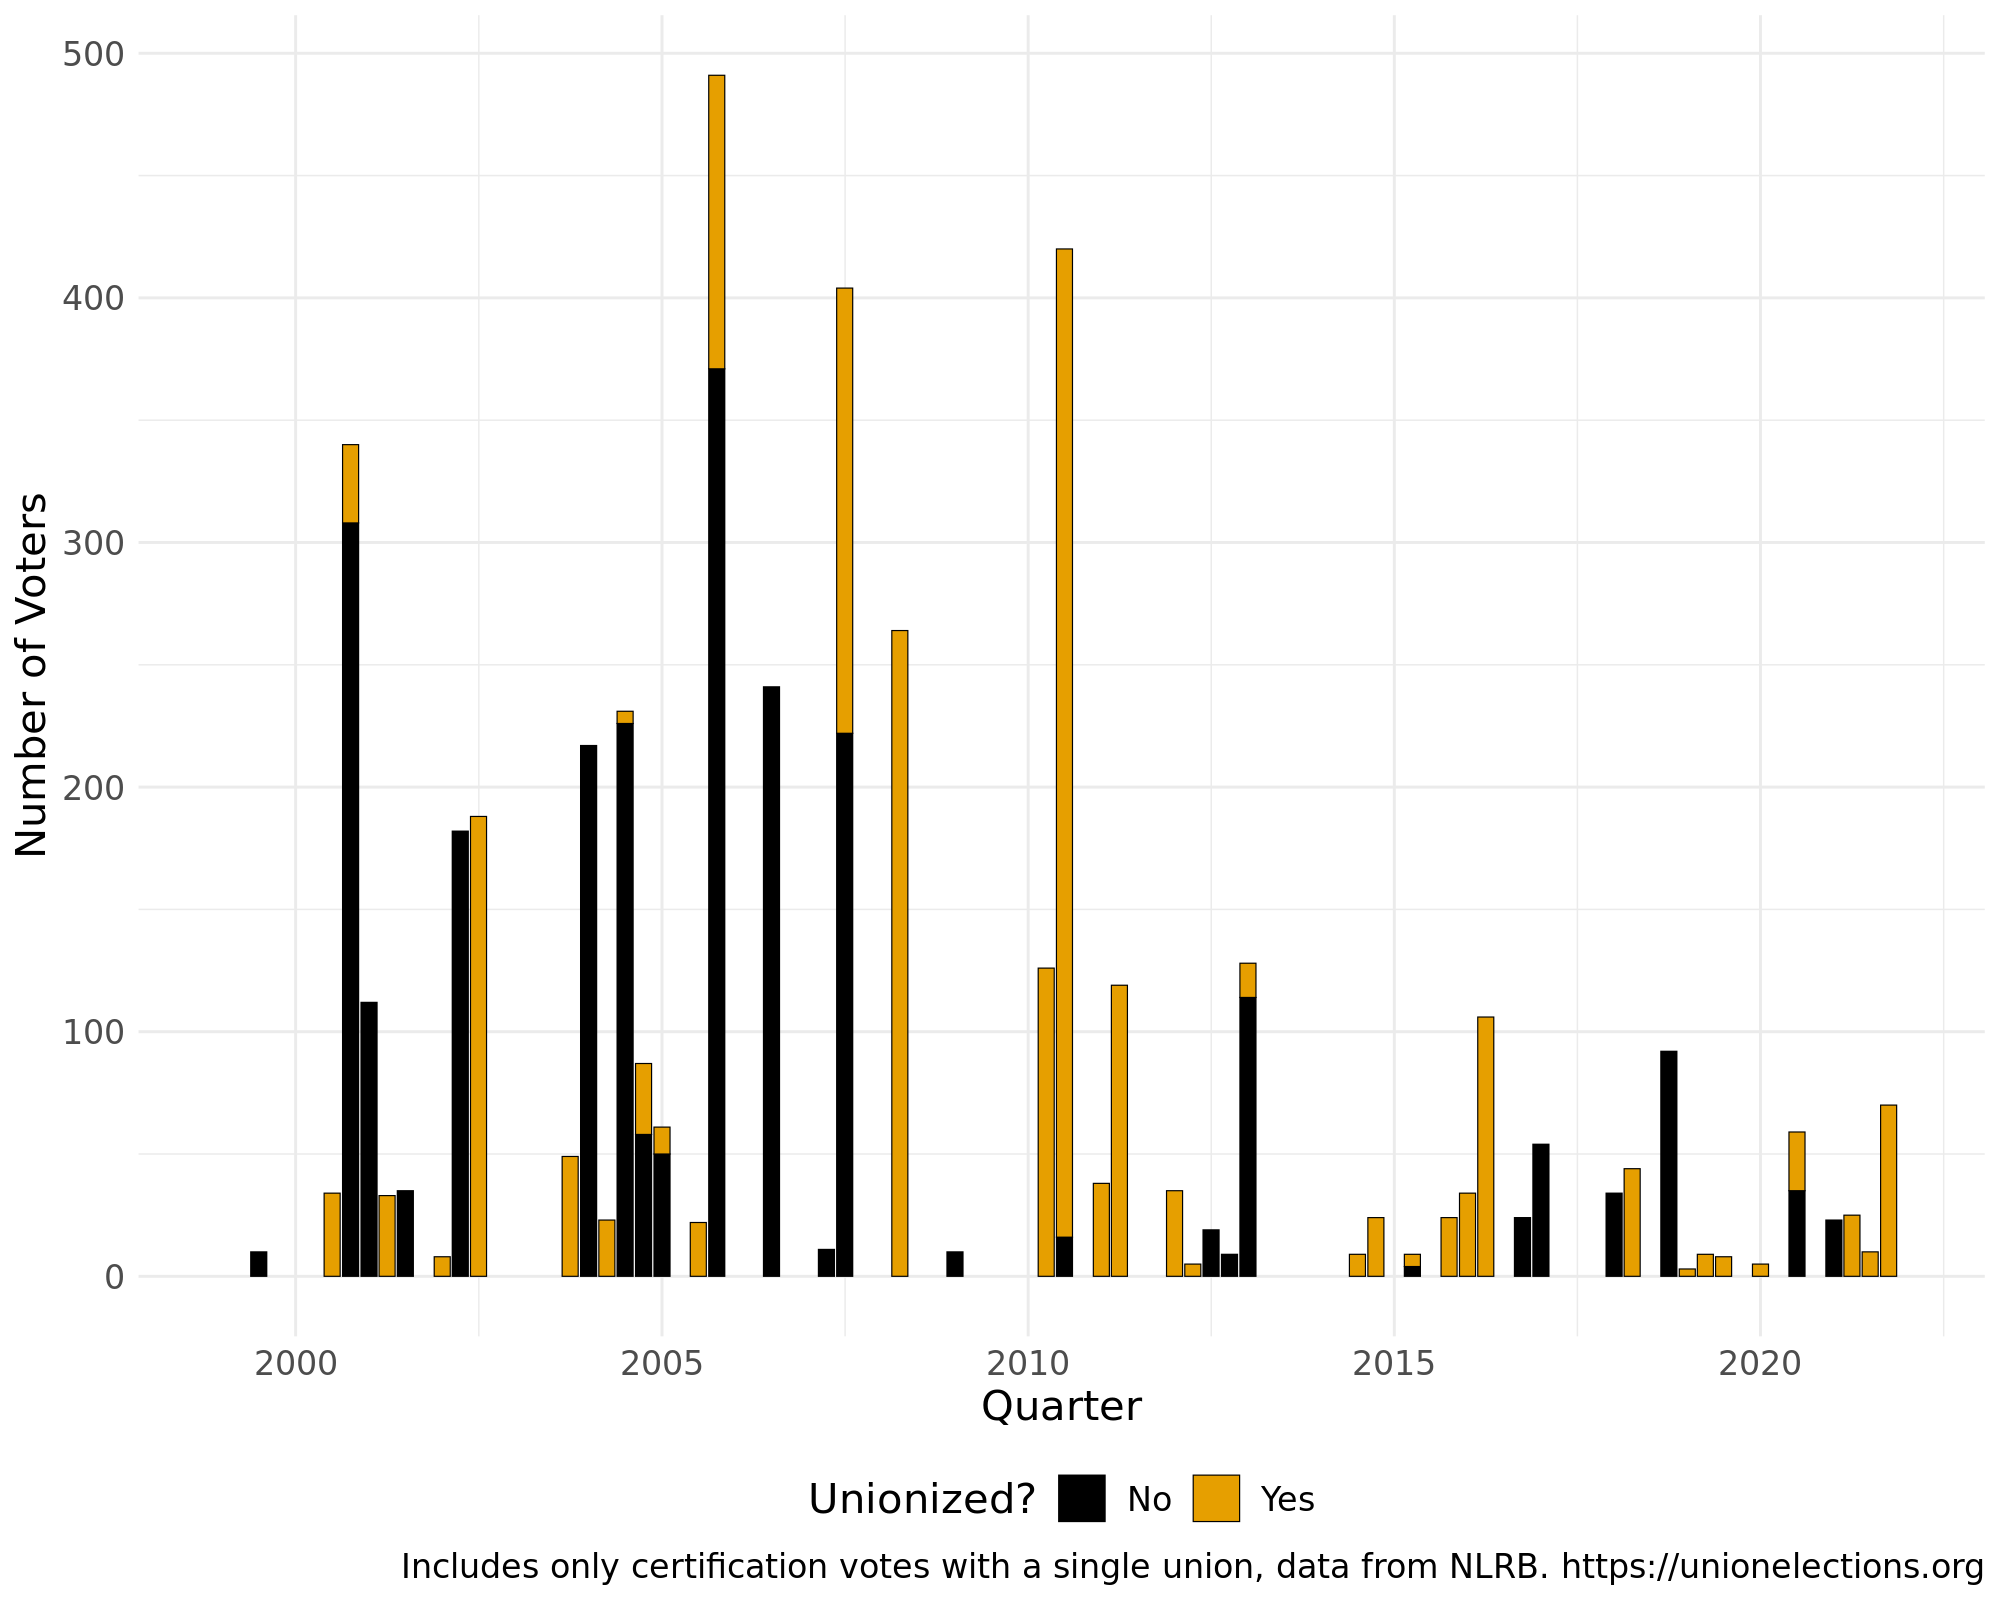 500
400
300
200
100
0
Number of Voters
2000 2005 2010 2015 2020
Quarter
Unionized? No Yes
Includes only certification votes with a single union, data from NLRB. https://unionelections.org